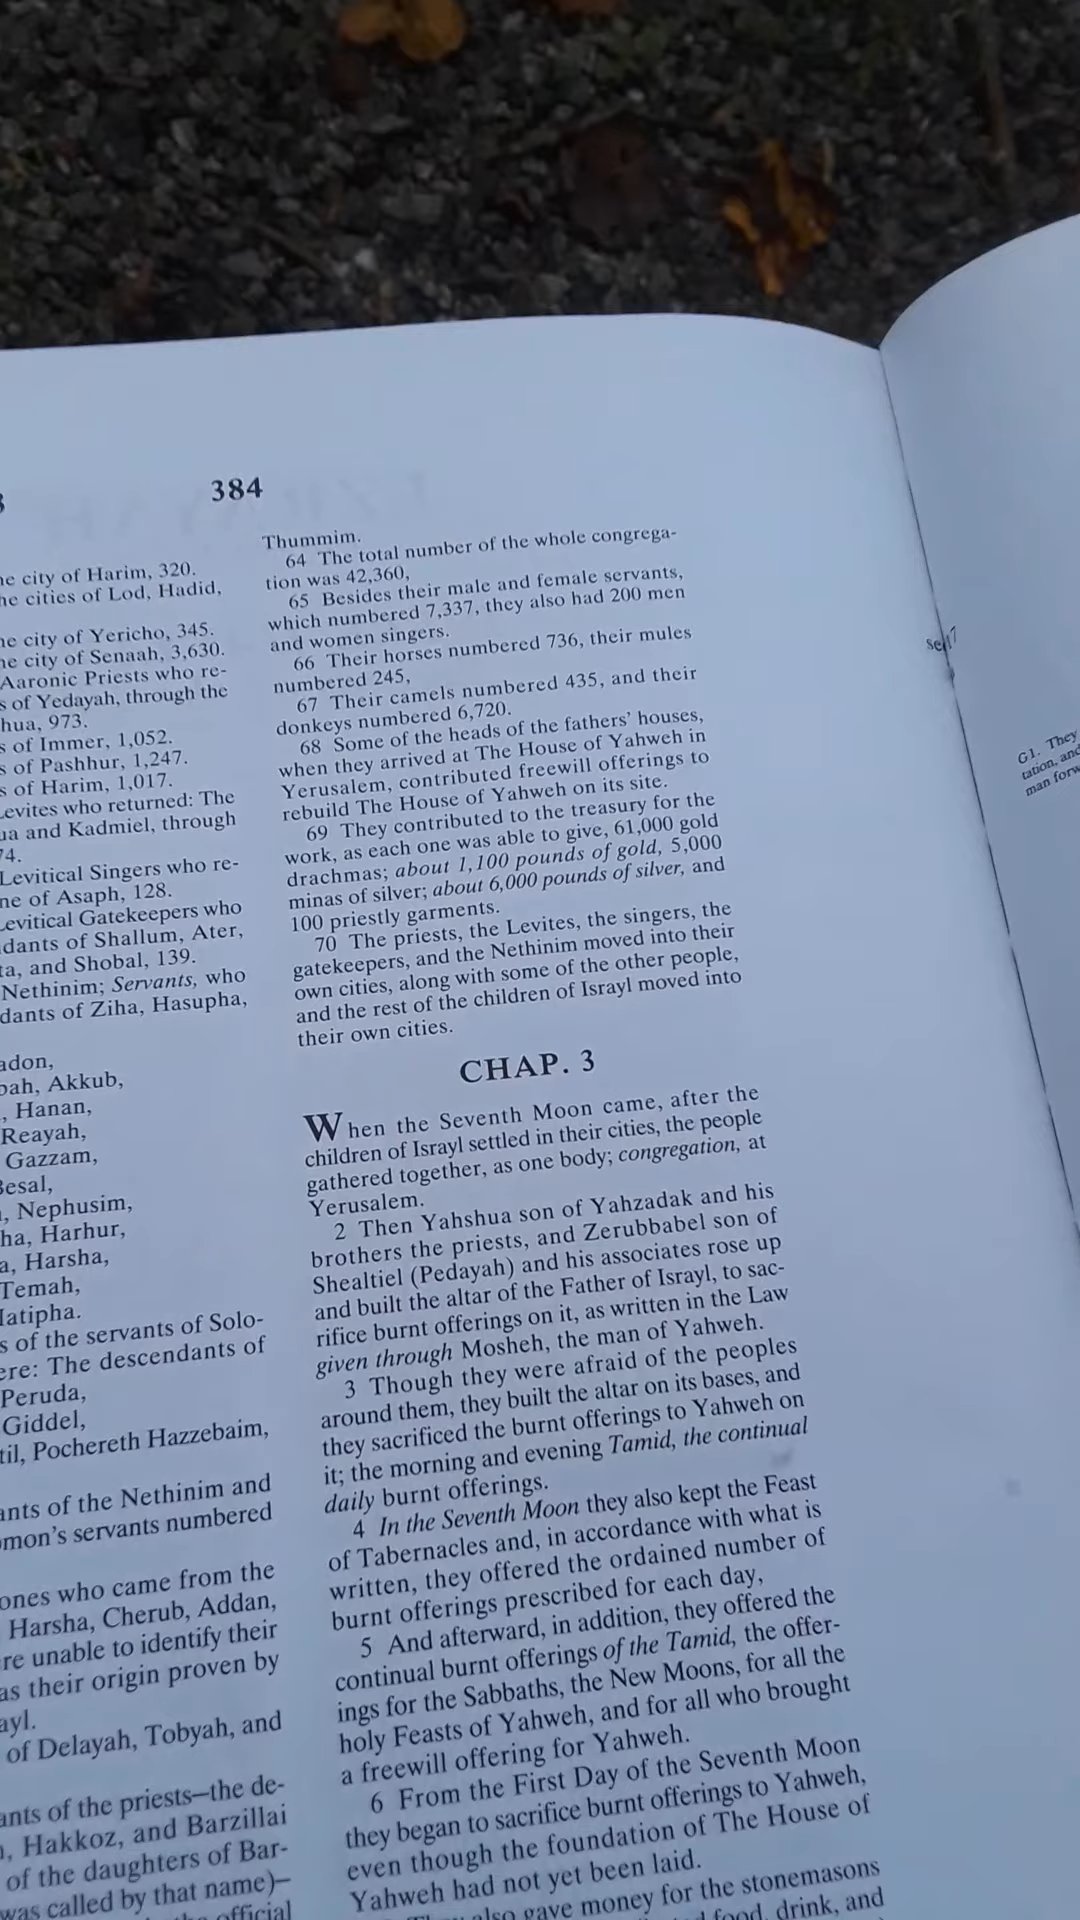 384
he city of Harim, 320.
he cities of Lod, Hadid,
he city of Yericho, 345.
he city of Senaah, 3,630.
Aaronic Priests who re-
s of Yedayah, through the
hua, 973.
s of Immer, 1,052.
s of Pashhur, 1,247.
s of Harim, 1,017.
Levites who returned: The
ua and Kadmiel, through
74.
Levitical Singers who re-
ne of Asaph, 128.
Levitical Gatekeepers who
dants of Shallum, Ater,
ta, and Shobal, 139.
Nethinim; Servants, who
dants of Ziha, Hasupha,
adon,
bah, Akkub,
, Hanan,
Reayah,
Gazzam,
Besal,
, Nephusim,
ha, Harhur,
a, Harsha,
Temah,
Hatipha.
s of the servants of Solo-
ere: The descendants of
Peruda,
Giddel,
til, Pochereth Hazzebaim,
ants of the Nethinim and
omon's servants numbered
ones who came from the
Harsha, Cherub, Addan,
re unable to identify their
as their origin proven by
ayl.
of Delayah, Tobyah, and
ants of the priests—the de-
, Hakkoz, and Barzillai
of the daughters of Bar-
was called by that name)–
official
Thummim.
64 The total number of the whole congrega-
tion was 42,360,
65 Besides their male and female servants,
which numbered 7,337, they also had 200 men
and women singers.
66 Their horses numbered 736, their mules
numbered 245,
67 Their camels numbered 435, and their
donkeys numbered 6,720.
68 Some of the heads of the fathers' houses,
when they arrived at The House of Yahweh in
Yerusalem, contributed freewill offerings to
rebuild The House of Yahweh on its site.
69 They contributed to the treasury for the
work, as each one was able to give, 61,000 gold
drachmas; about 1,100 pounds of gold, 5,000
minas of silver; about 6,000 pounds of silver, and
100 priestly garments.
70 The priests, the Levites, the singers, the
gatekeepers, and the Nethinim moved into their
own cities, along with some of the other people,
and the rest of the children of Israyl moved into
their own cities.
CHAP. 3
When the Seventh Moon came, after the
children of Israyl settled in their cities, the people
gathered together, as one body; congregation, at
Yerusalem.
2 Then Yahshua son of Yahzadak and his
brothers the priests, and Zerubbabel son of
Shealtiel (Pedayah) and his associates rose up
and built the altar of the Father of Israyl, to sac-
rifice burnt offerings on it, as written in the Law
given through Mosheh, the man of Yahweh.
3 Though they were afraid of the peoples
around them, they built the altar on its bases, and
they sacrificed the burnt offerings to Yahweh on
it; the morning and evening Tamid, the continual
daily burnt offerings.
4 In the Seventh Moon they also kept the Feast
of Tabernacles and, in accordance with what is
written, they offered the ordained number of
burnt offerings prescribed for each day,
5 And afterward, in addition, they offered the
continual burnt offerings of the Tamid, the offer-
ings for the Sabbaths, the New Moons, for all the
holy Feasts of Yahweh, and for all who brought
a freewill offering for Yahweh.
6 From the First Day of the Seventh Moon
they began to sacrifice burnt offerings to Yahweh,
even though the foundation of The House of
Yahweh had not yet been laid.
also gave money for the stonemasons
food, drink, and
G1. They
tation, and
man forw